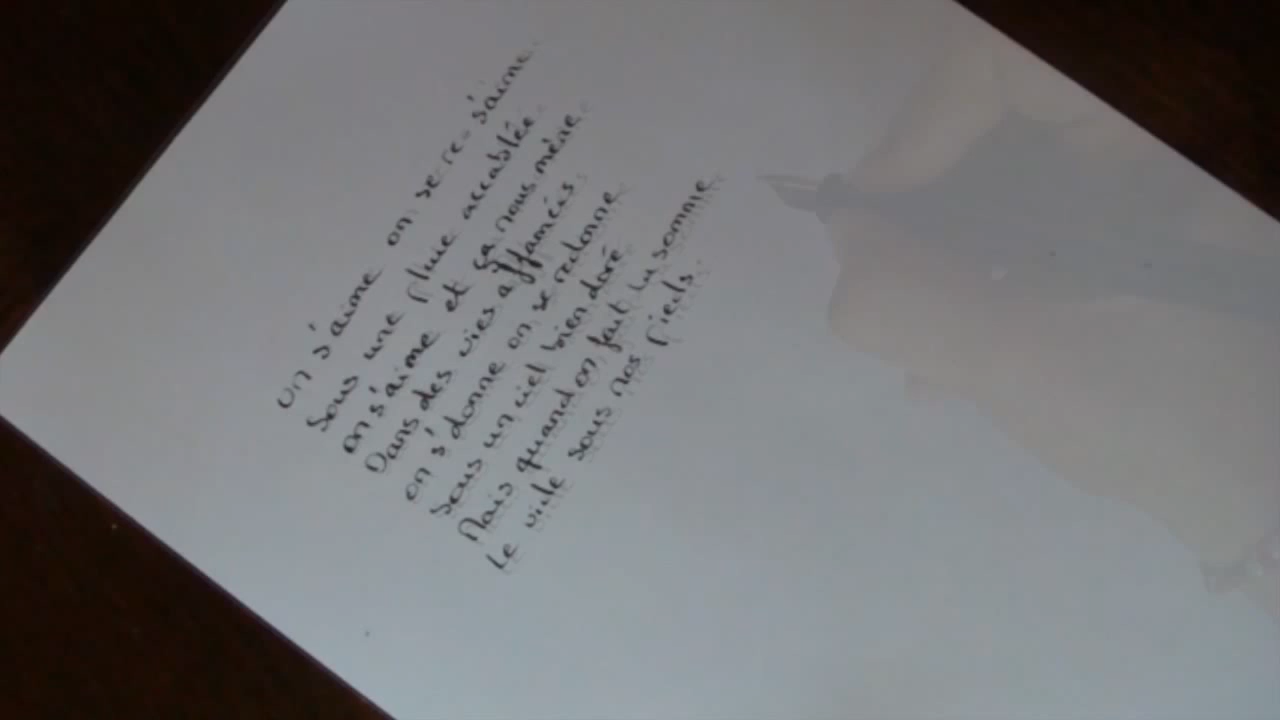 on s'aime on se re-s'aime
Sous une pluie accablée
on s'aime et ça nous mène
Dans des vies affamées
on s'donne on se redonne
Sous un ciel bien doré
Mais quand on fait la somme
Le vide sous nos pieds